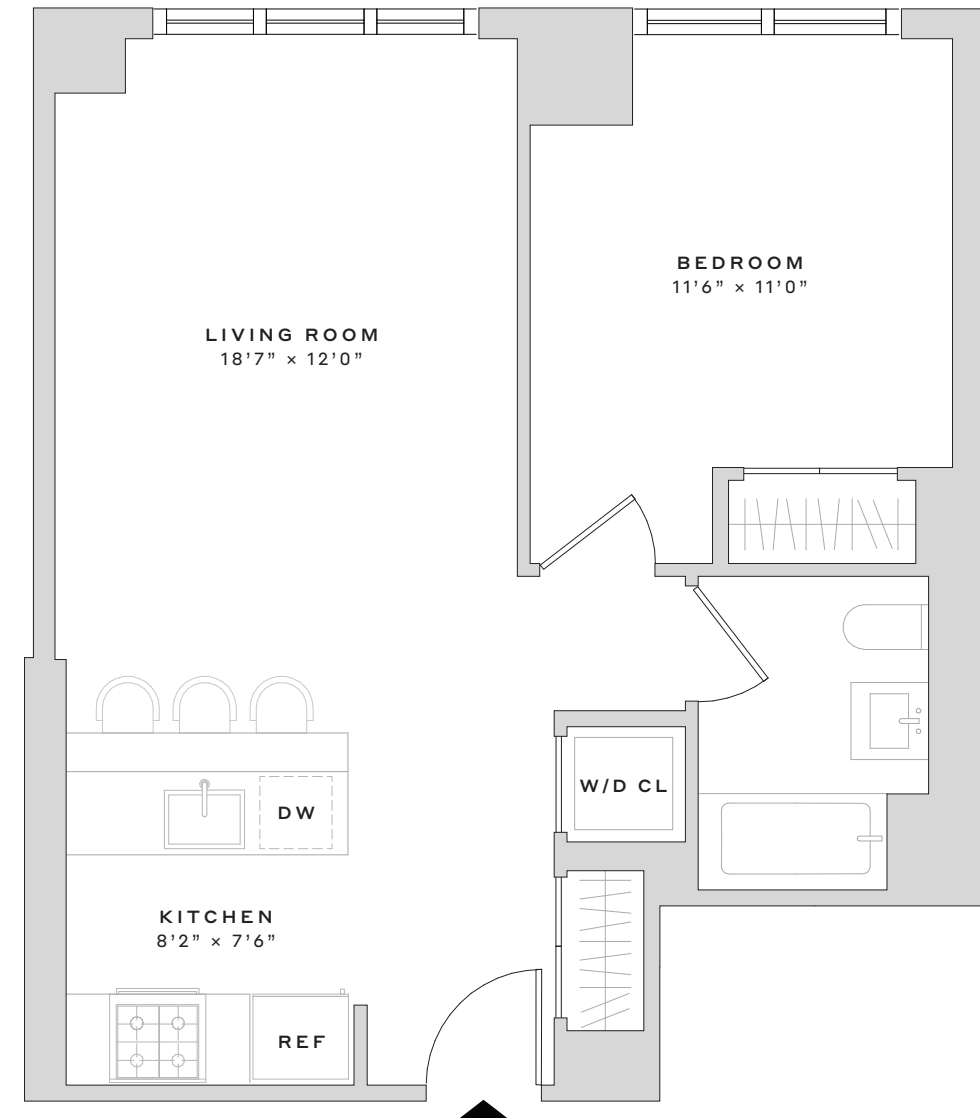 BEDROOM
11’6” × 11’0”
LIVING ROOM
18’7” × 12’0”
W/D CL
DW
KITCHEN
8’2” × 7’6”
REF